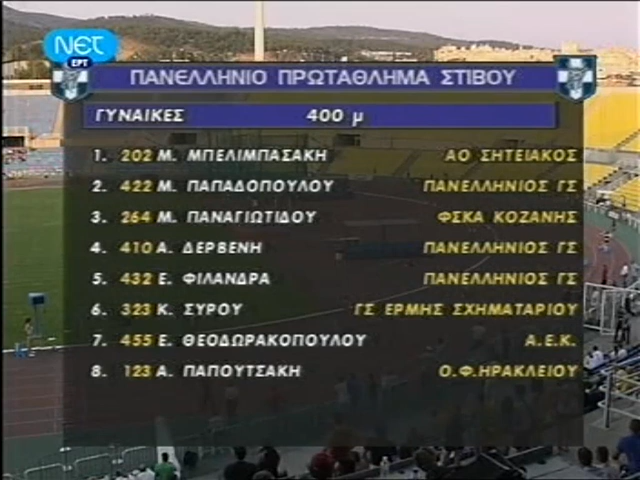 NET
ΕΡΤ
ΠΑΝΕΛΛΗΝΙΟ ΠΡΩΤΑΘΛΗΜΑ ΣΤΙΒΟΥ
ΓΥΝΑΙΚΕΣ 400 μ
1. 202 Μ. ΜΠΕΛΙΜΠΑΣΑΚΗ ΑΟ ΣΗΤΕΙΑΚΟΣ
2. 422 Μ. ΠΑΠΑΔΟΠΟΥΛΟΥ ΠΑΝΕΛΛΗΝΙΟΣ ΓΣ
3. 264 Μ. ΠΑΝΑΓΙΩΤΙΔΟΥ ΦΣΚΑ ΚΟΖΑΝΗΣ
4. 410 Α. ΔΕΡΒΕΝΗ ΠΑΝΕΛΛΗΝΙΟΣ ΓΣ
5. 432 Ε. ΦΙΛΑΝΔΡΑ ΠΑΝΕΛΛΗΝΙΟΣ ΓΣ
6. 323 Κ. ΣΥΡΟΥ ΓΣ ΕΡΜΗΣ ΣΧΗΜΑΤΑΡΙΟΥ
7. 455 Ε. ΘΕΟΔΩΡΑΚΟΠΟΥΛΟΥ Α.Ε.Κ.
8. 123 Α. ΠΑΠΟΥΤΣΑΚΗ Ο.Φ.ΗΡΑΚΛΕΙΟΥ